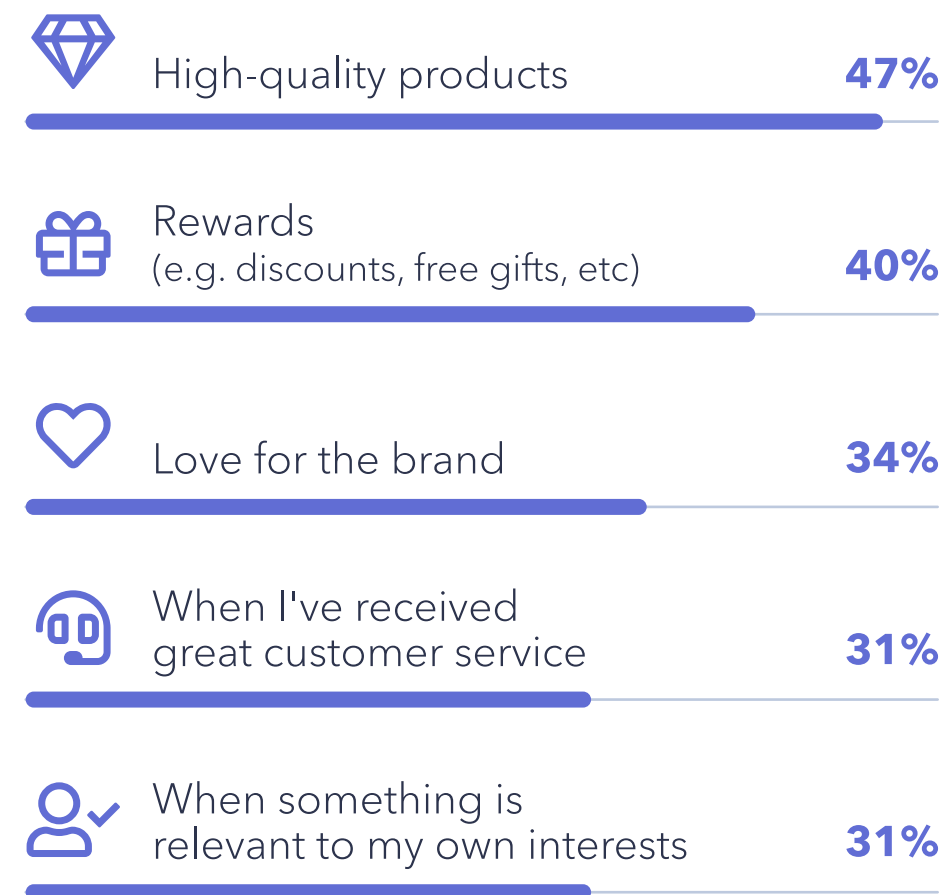 High-quality products 47%
Rewards
(e.g. discounts, free gifts, etc) 40%
Love for the brand 34%
When I've received
great customer service 31%
When something is
relevant to my own interests 31%